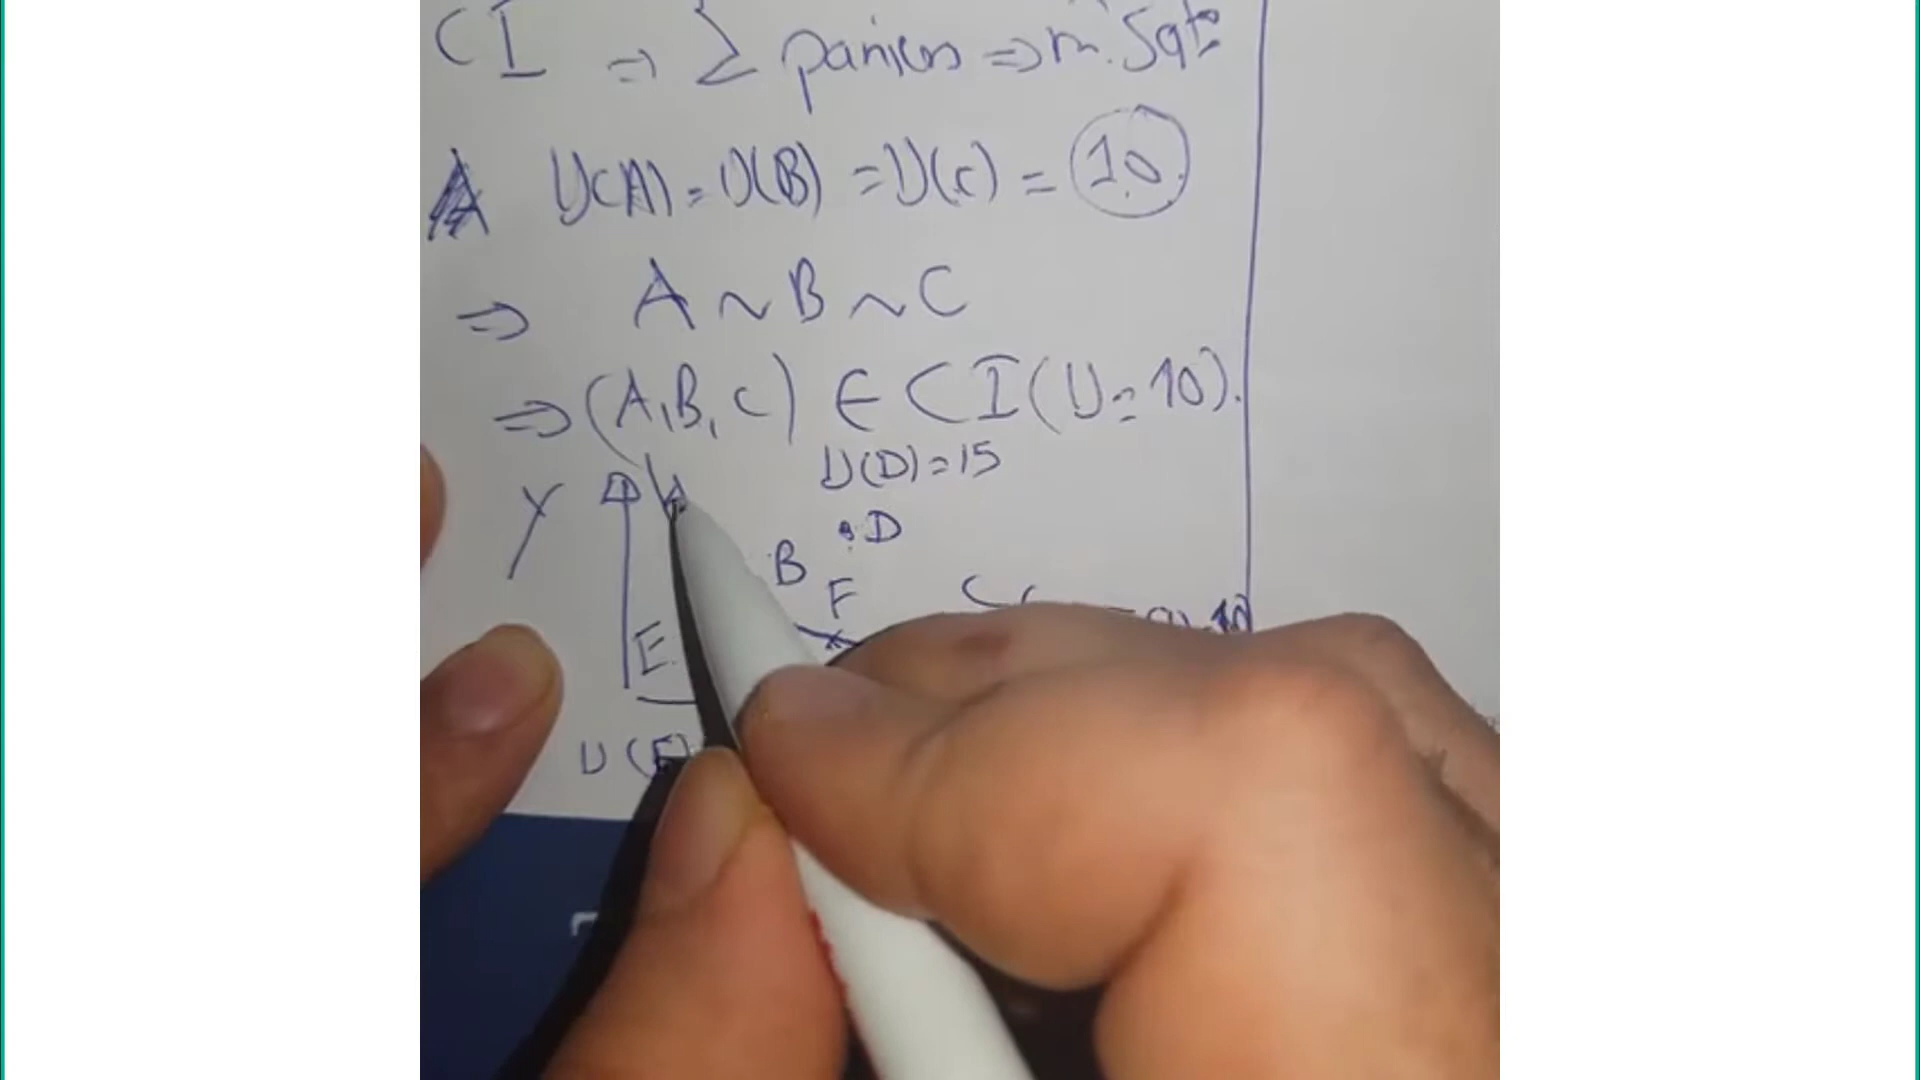 CI ⇒ Σ paniers ⇒ m. Sat°
A U(A) = U(B) = U(C) = 10
⇒ A ~ B ~ C
⇒ (A, B, C) ∈ CI (U = 10).
U(D) = 15
Y A
D
B
F
E
U(E)